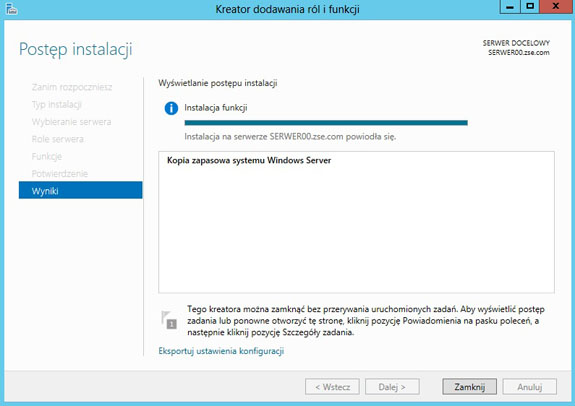 Kreator dodawania ról i funkcji
Postęp instalacji
SERWER DOCELOWY
SERWER00.zse.com
Zanim rozpoczniesz
Typ instalacji
Wybieranie serwera
Role serwera
Funkcje
Potwierdzenie
Wyniki
Wyświetlanie postępu instalacji
Instalacja funkcji
Instalacja na serwerze SERWER00.zse.com powiodła się.
Kopia zapasowa systemu Windows Server
1
Tego kreatora można zamknąć bez przerywania uruchomionych zadań. Aby wyświetlić postęp
zadania lub ponowne otworzyć tę stronę, kliknij pozycję Powiadomienia na pasku poleceń, a
następnie kliknij pozycję Szczegóły zadania.
Eksportuj ustawienia konfiguracji
< Wstecz
Dalej >
Zamknij
Anuluj